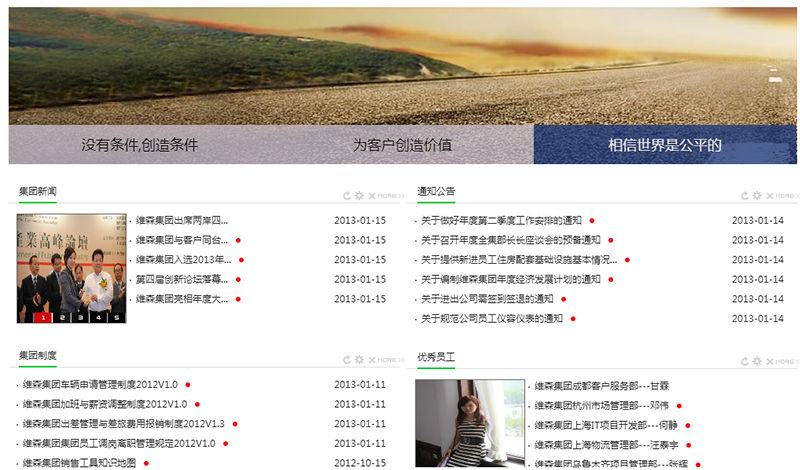 没有条件,创造条件
为客户创造价值
相信世界是公平的
集团新闻
MORE
维森集团出席两岸四... 2013-01-15
维森集团与客户同台... 2013-01-15
维森集团入选2013年... 2013-01-15
第四届创新论坛落幕... 2013-01-15
维森集团亮相年度大... 2013-01-15
產業高峰論壇
1 2 3 4 5
通知公告
MORE
关于做好年度第二季度工作安排的通知 2013-01-14
关于召开年度全集部长长座谈会的预备通知 2013-01-14
关于提供新进员工住房配套基础设施基本情况... 2013-01-14
关于编制维森集团年度经济发展计划的通知 2013-01-14
关于进出公司需签到签退的通知 2013-01-14
关于规范公司员工仪容仪表的通知 2013-01-14
集团制度
MORE
维森集团车辆申请管理制度2012V1.0 2013-01-11
维森集团加班与薪资调整制度2012V1.0 2013-01-11
维森集团出差管理与差旅费用报销制度2012V1.3 2013-01-11
维森集团集团员工调岗离职管理规定2012V1.0 2013-01-11
维森集团销售工具知识地图 2012-10-15
优秀员工
MORE
维森集团成都客户服务部---甘霖
维森集团杭州市场管理部---邓伟
维森集团上海IT项目开发部---何静
维森集团上海物流管理部---汪泰宇
维森集团乌鲁木齐项目管理部---张辉